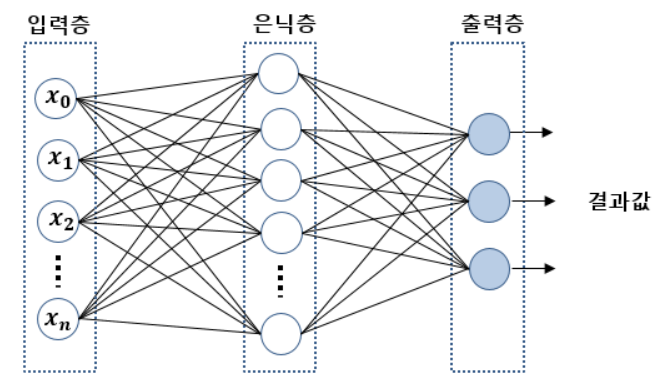 입력층 은닉층 출력층
x₀
x₁
x₂
xₙ
결과값